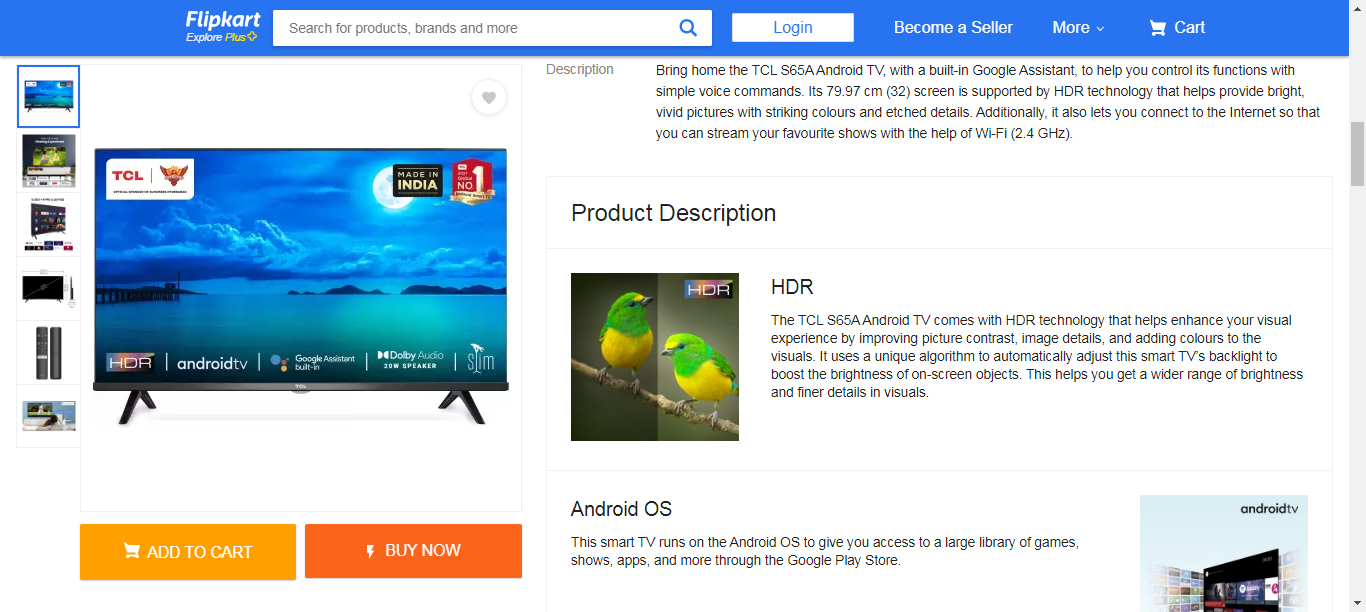 Flipkart
Explore Plus
Search for products, brands and more
Login
Become a Seller
More
Cart
TCL
MADE IN
INDIA
TCL
Global
NO.1
HDR
androidtv
Google Assistant
built-in
Dolby Audio
20W SPEAKER
slim
TCL
ADD TO CART
BUY NOW
Description
Bring home the TCL S65A Android TV, with a built-in Google Assistant, to help you control its functions with
simple voice commands. Its 79.97 cm (32) screen is supported by HDR technology that helps provide bright,
vivid pictures with striking colours and etched details. Additionally, it also lets you connect to the Internet so that
you can stream your favourite shows with the help of Wi-Fi (2.4 GHz).
Product Description
HDR
HDR
The TCL S65A Android TV comes with HDR technology that helps enhance your visual
experience by improving picture contrast, image details, and adding colours to the
visuals. It uses a unique algorithm to automatically adjust this smart TV's backlight to
boost the brightness of on-screen objects. This helps you get a wider range of brightness
and finer details in visuals.
Android OS
This smart TV runs on the Android OS to give you access to a large library of games,
shows, apps, and more through the Google Play Store.
androidtv